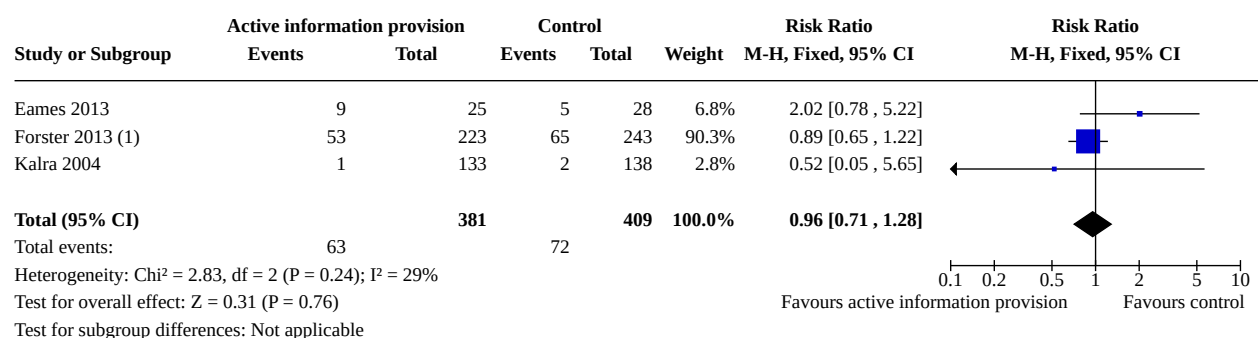 Active information provision Control Risk Ratio Risk Ratio
Study or Subgroup Events Total Events Total Weight M-H, Fixed, 95% CI M-H, Fixed, 95% CI
Eames 2013 9 25 5 28 6.8% 2.02 [0.78 , 5.22]
Forster 2013 (1) 53 223 65 243 90.3% 0.89 [0.65 , 1.22]
Kalra 2004 1 133 2 138 2.8% 0.52 [0.05 , 5.65]
Total (95% CI) 381 409 100.0% 0.96 [0.71 , 1.28]
Total events: 63 72
Heterogeneity: Chi² = 2.83, df = 2 (P = 0.24); I² = 29%
0.1 0.2 0.5 1 2 5 10
Test for overall effect: Z = 0.31 (P = 0.76) Favours active information provision Favours control
Test for subgroup differences: Not applicable